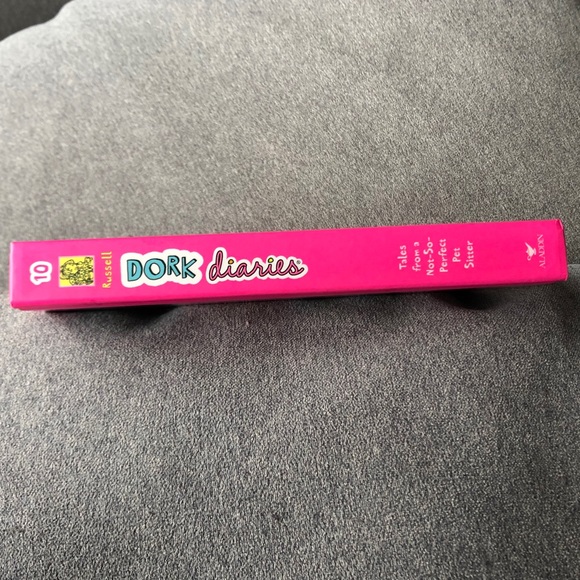 10
Russell
DORK diaries®
Tales
from a
Not-So-
Perfect
Pet
Sitter
ALADDIN